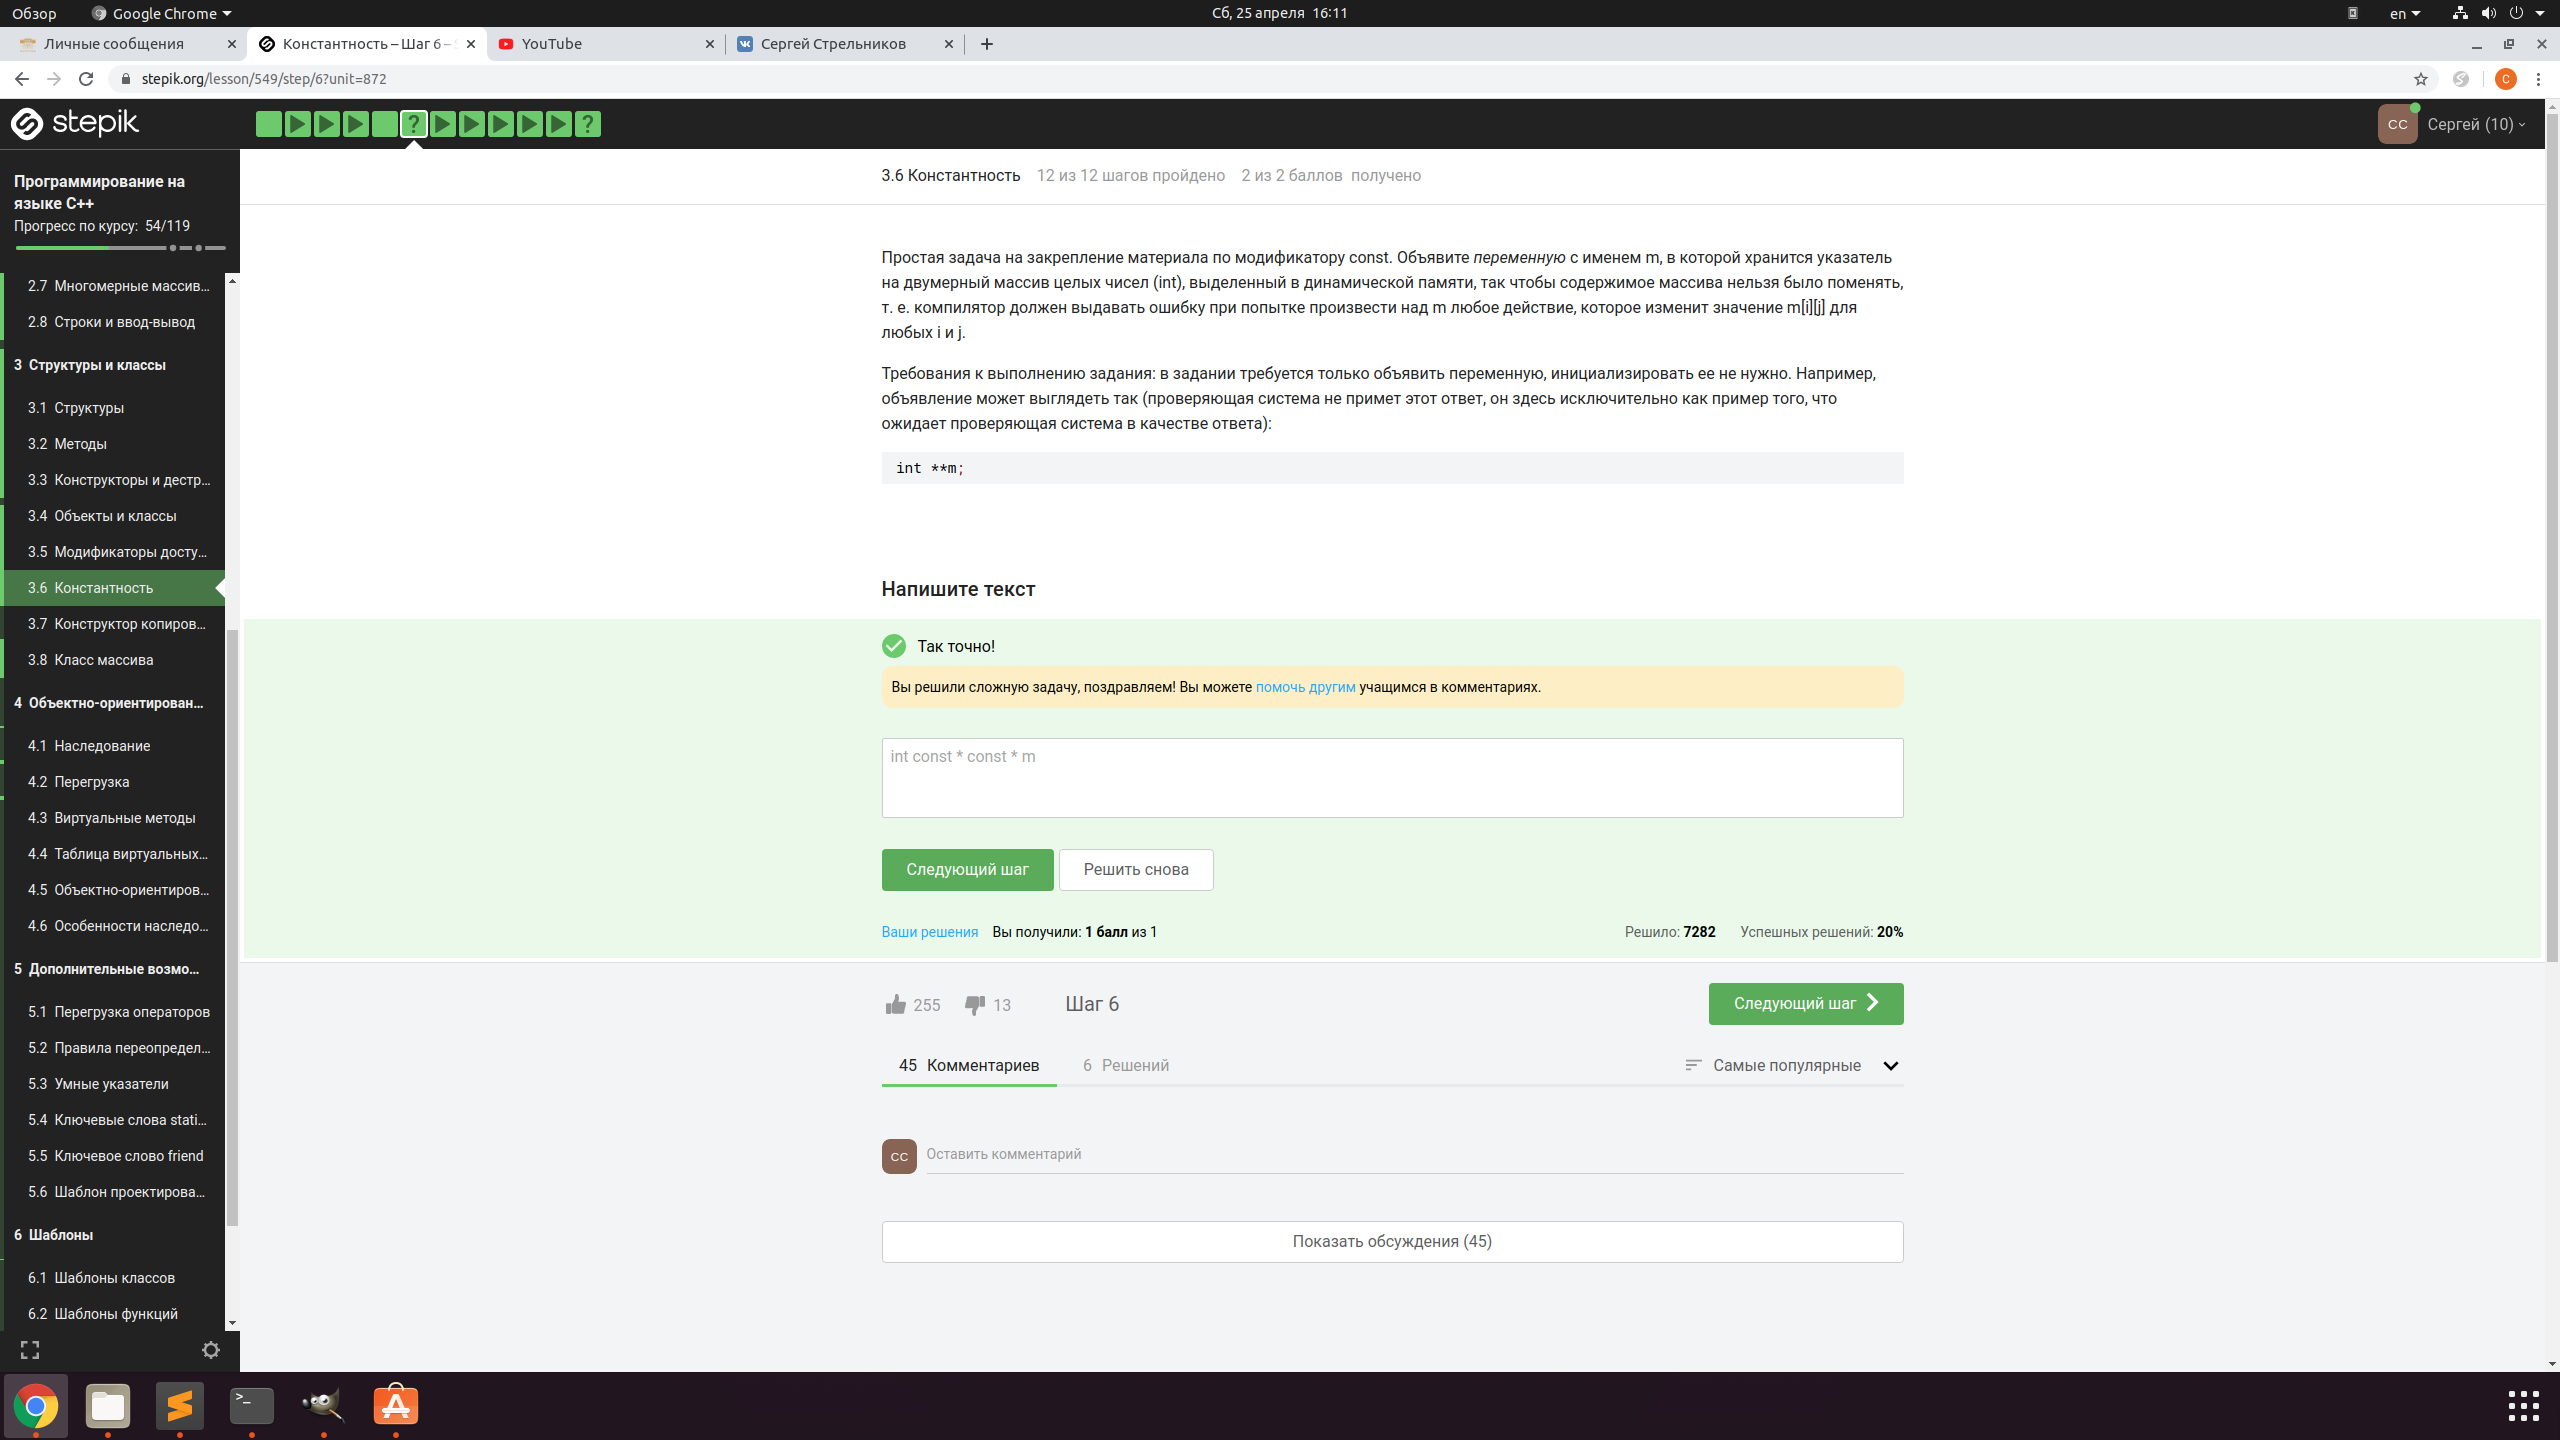 Обзор
Google Chrome
Сб, 25 апреля 16:11
en
Личные сообщения
Константность – Шаг 6 –
YouTube
Сергей Стрельников
stepik.org/lesson/549/step/6?unit=872
C
stepik
?
?
CC
Сергей (10)
Программирование на
языке C++
Прогресс по курсу: 54/119
2.7 Многомерные массив...
2.8 Строки и ввод-вывод
3 Структуры и классы
3.1 Структуры
3.2 Методы
3.3 Конструкторы и дестр...
3.4 Объекты и классы
3.5 Модификаторы досту...
3.6 Константность
3.7 Конструктор копиров...
3.8 Класс массива
4 Объектно-ориентирован...
4.1 Наследование
4.2 Перегрузка
4.3 Виртуальные методы
4.4 Таблица виртуальных...
4.5 Объектно-ориентиров...
4.6 Особенности наследо...
5 Дополнительные возмо...
5.1 Перегрузка операторов
5.2 Правила переопредел...
5.3 Умные указатели
5.4 Ключевые слова stati...
5.5 Ключевое слово friend
5.6 Шаблон проектирова...
6 Шаблоны
6.1 Шаблоны классов
6.2 Шаблоны функций
3.6 Константность 12 из 12 шагов пройдено 2 из 2 баллов получено
Простая задача на закрепление материала по модификатору const. Объявите переменную с именем m, в которой хранится указатель
на двумерный массив целых чисел (int), выделенный в динамической памяти, так чтобы содержимое массива нельзя было поменять,
т. е. компилятор должен выдавать ошибку при попытке произвести над m любое действие, которое изменит значение m[i][j] для
любых i и j.
Требования к выполнению задания: в задании требуется только объявить переменную, инициализировать ее не нужно. Например,
объявление может выглядеть так (проверяющая система не примет этот ответ, он здесь исключительно как пример того, что
ожидает проверяющая система в качестве ответа):
int **m;
Напишите текст
Так точно!
Вы решили сложную задачу, поздравляем! Вы можете помочь другим учащимся в комментариях.
int const * const * m
Следующий шаг
Решить снова
Ваши решения Вы получили: 1 балл из 1
Решило: 7282 Успешных решений: 20%
255
13
Шаг 6
Следующий шаг
45 Комментариев
6 Решений
Самые популярные
CC
Оставить комментарий
Показать обсуждения (45)
>_